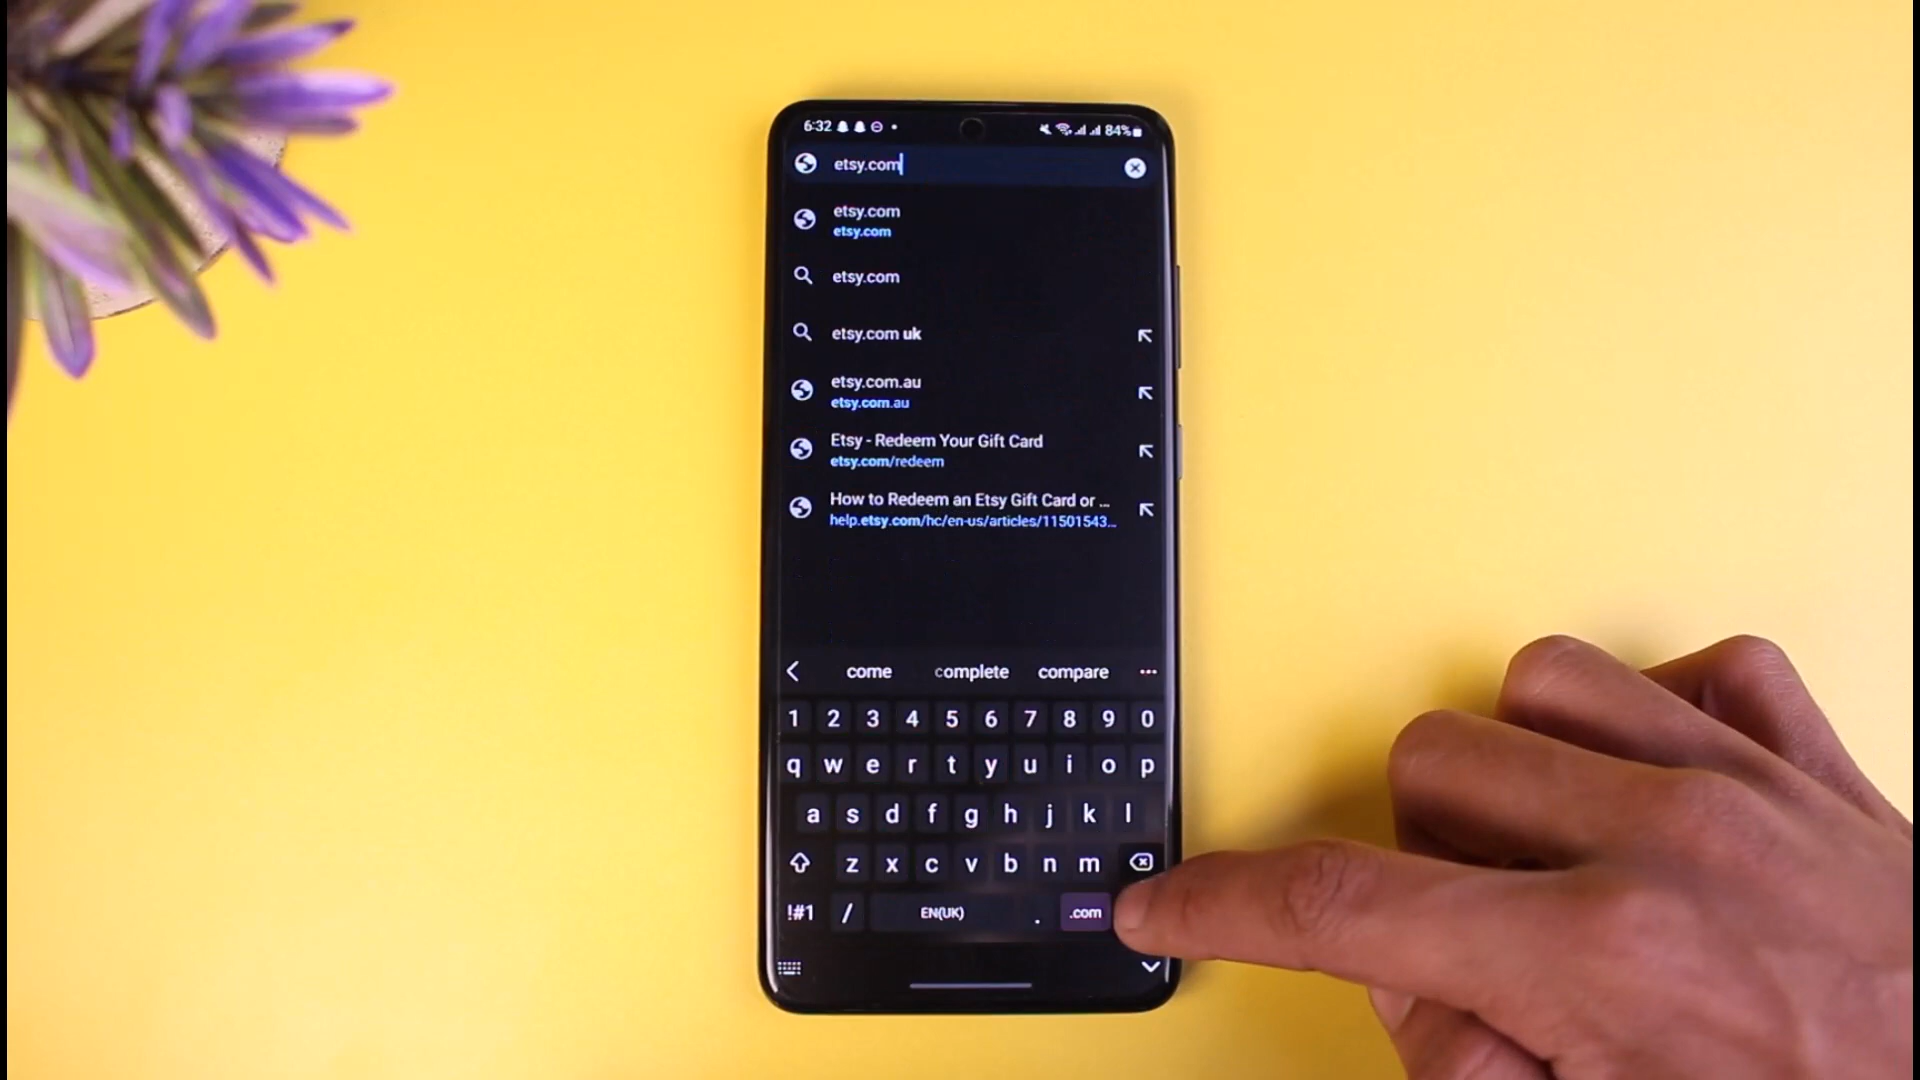 6:32
84%
etsy.com
etsy.com
etsy.com
etsy.com
etsy.com uk
etsy.com.au
etsy.com.au
Etsy - Redeem Your Gift Card
etsy.com/redeem
How to Redeem an Etsy Gift Card or ...
help.etsy.com/hc/en-us/articles/11501543...
come complete compare
1 2 3 4 5 6 7 8 9 0
q w e r t y u i o p
a s d f g h j k l
z x c v b n m
!#1 / EN(UK) . .com